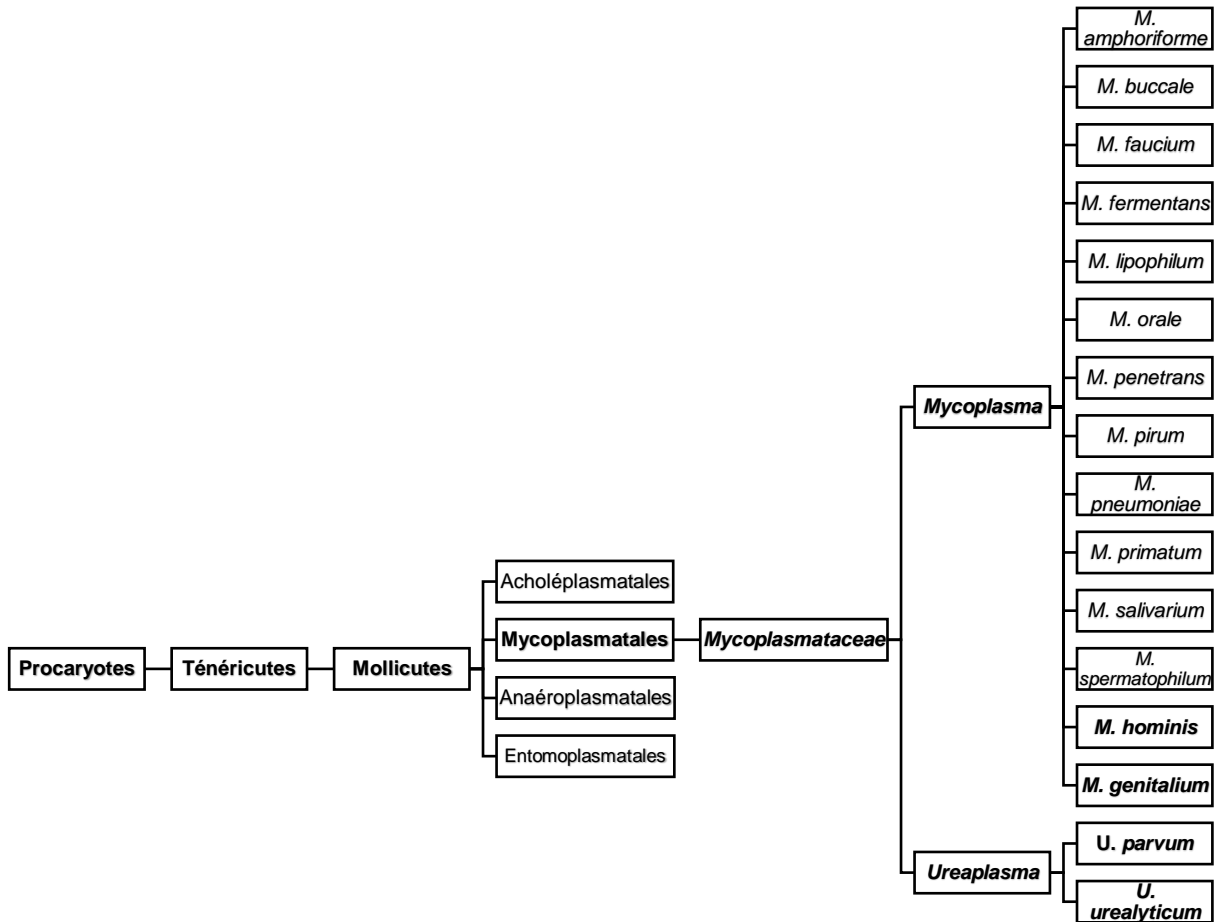 M.
amphoriforme
M. buccale
M. faucium
M. fermentans
M. lipophilum
M. orale
M. penetrans
Mycoplasma
M. pirum
M.
pneumoniae
M. primatum
Acholéplasmatales
M. salivarium
Mycoplasmatales
Mycoplasmataceae
Procaryotes
Ténéricutes
Mollicutes
M.
spermatophilum
Anaéroplasmatales
M. hominis
Entomoplasmatales
M. genitalium
U. parvum
Ureaplasma
U.
urealyticum